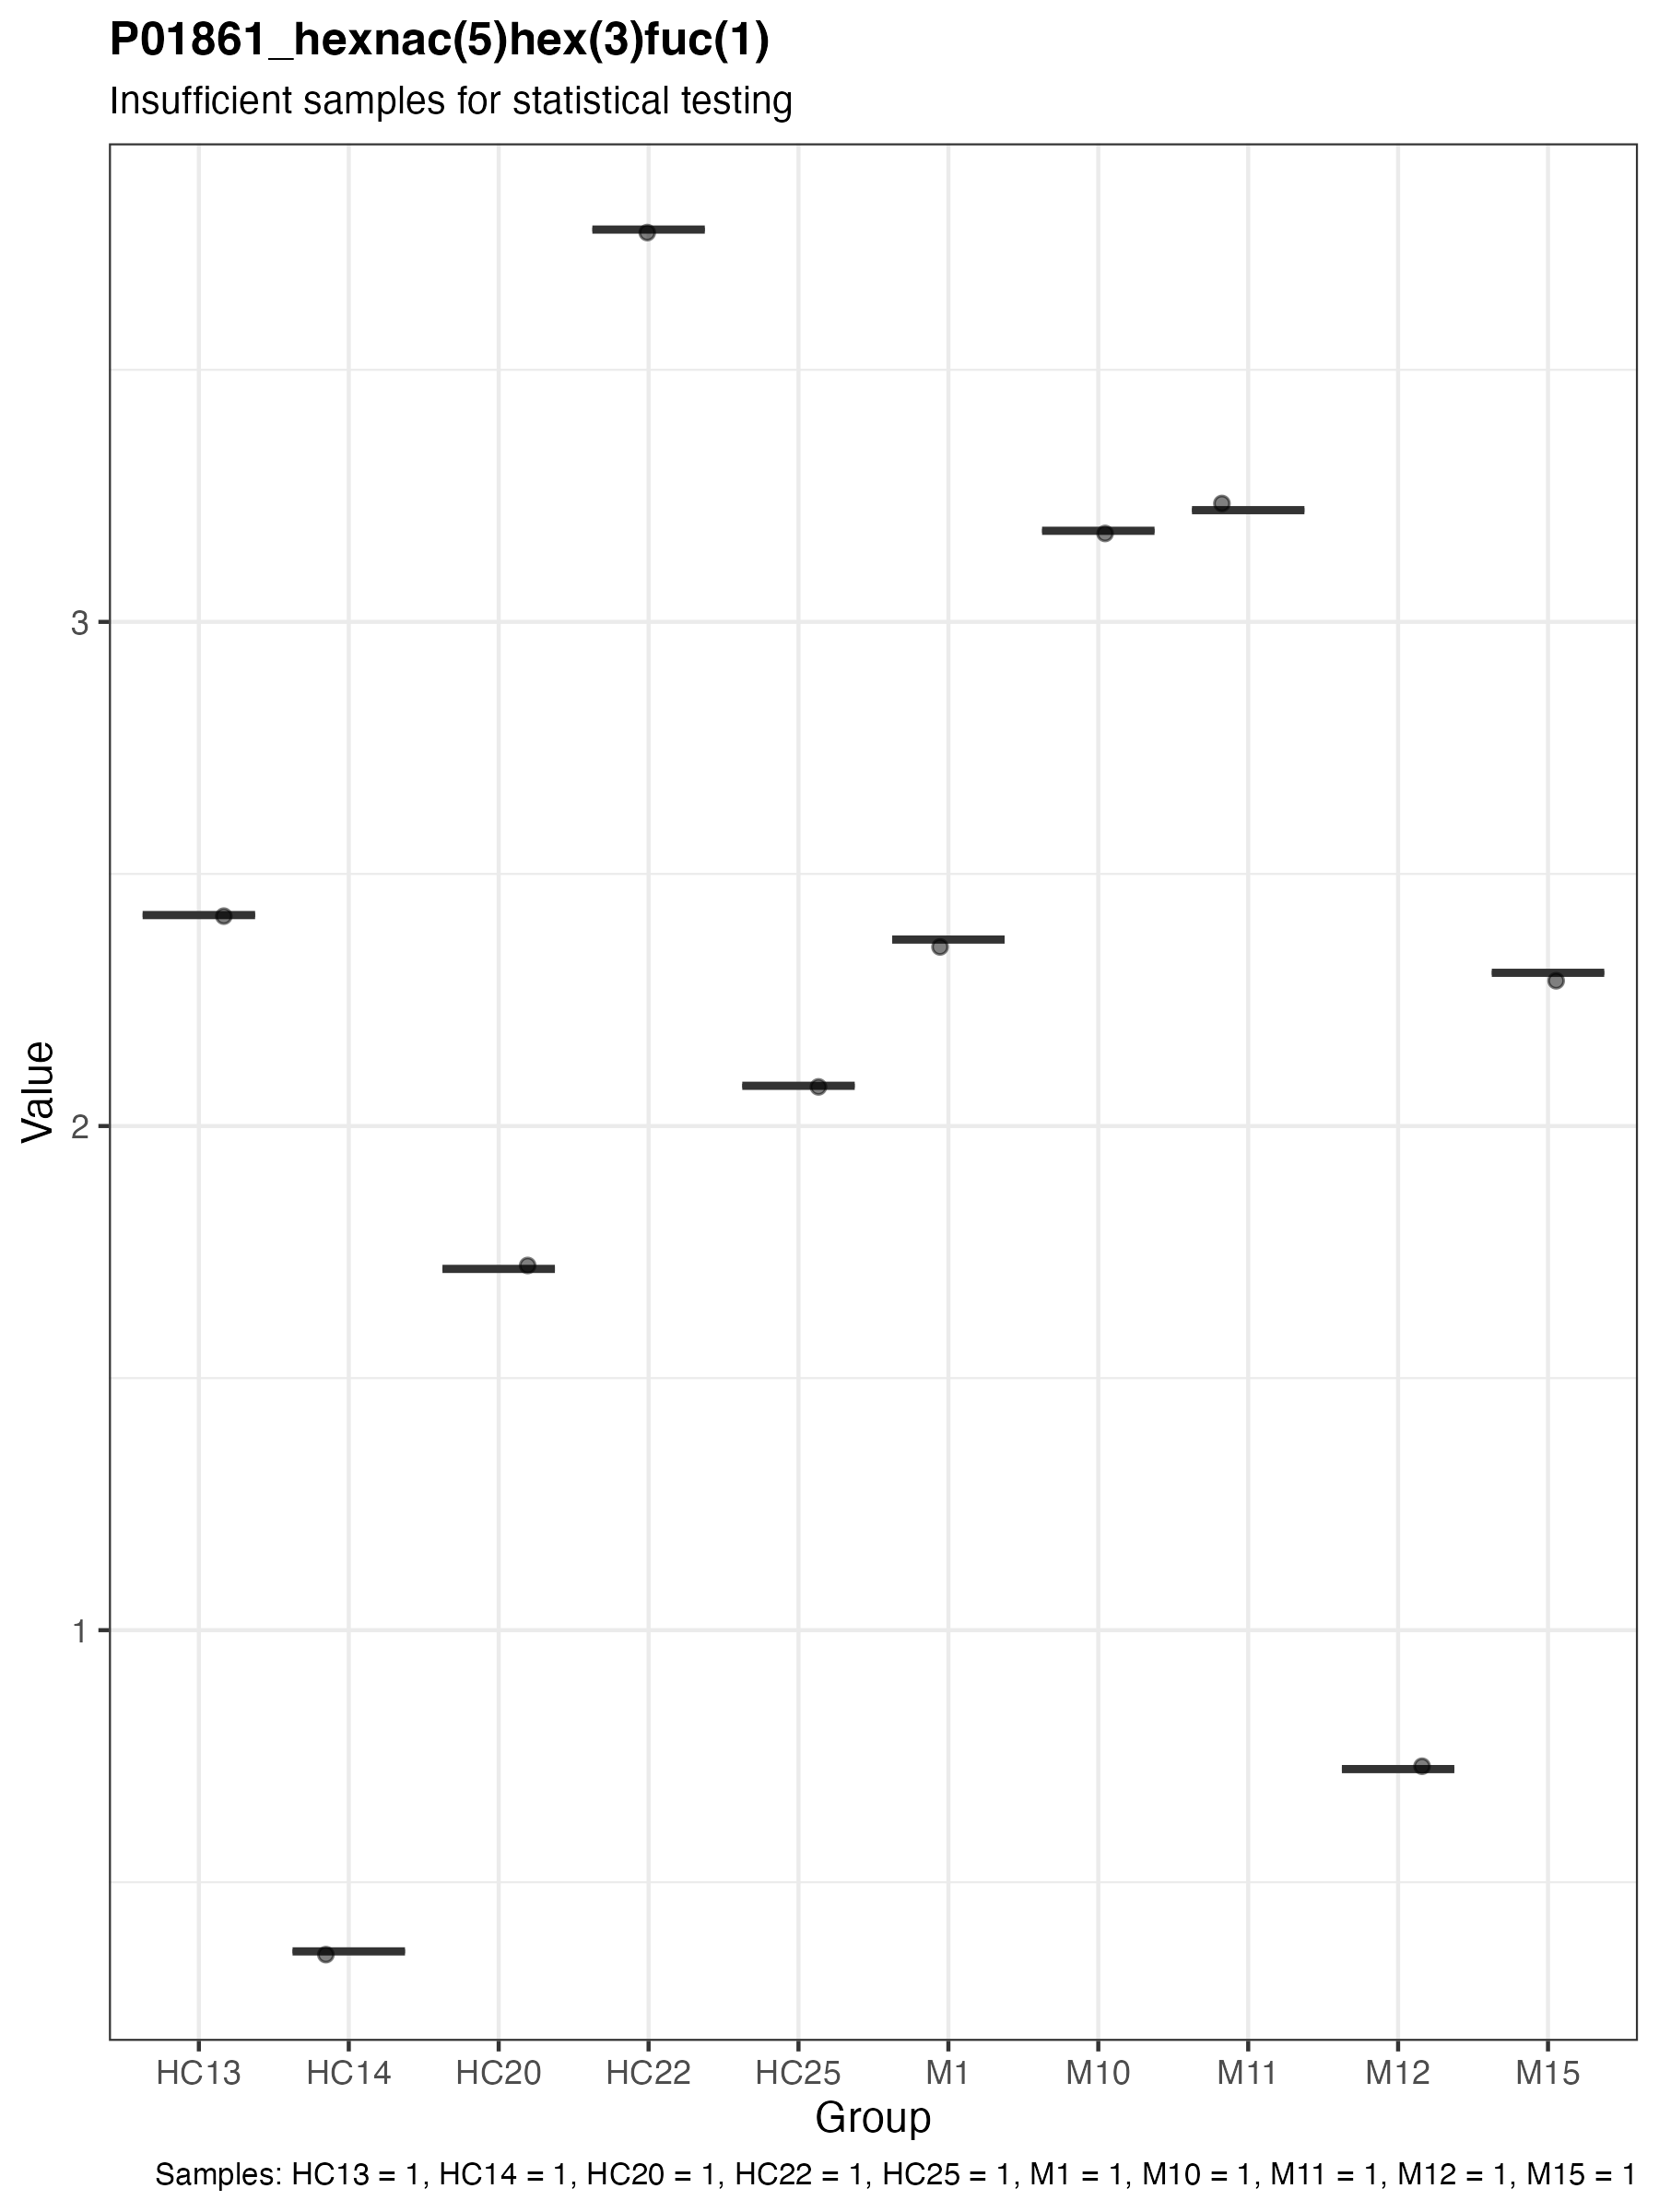 P01861_hexnac(5)hex(3)fuc(1)
Insufficient samples for statistical testing
Value
3
2
1
HC13 HC14 HC20 HC22 HC25 M1 M10 M11 M12 M15
Group
Samples: HC13 = 1, HC14 = 1, HC20 = 1, HC22 = 1, HC25 = 1, M1 = 1, M10 = 1, M11 = 1, M12 = 1, M15 = 1